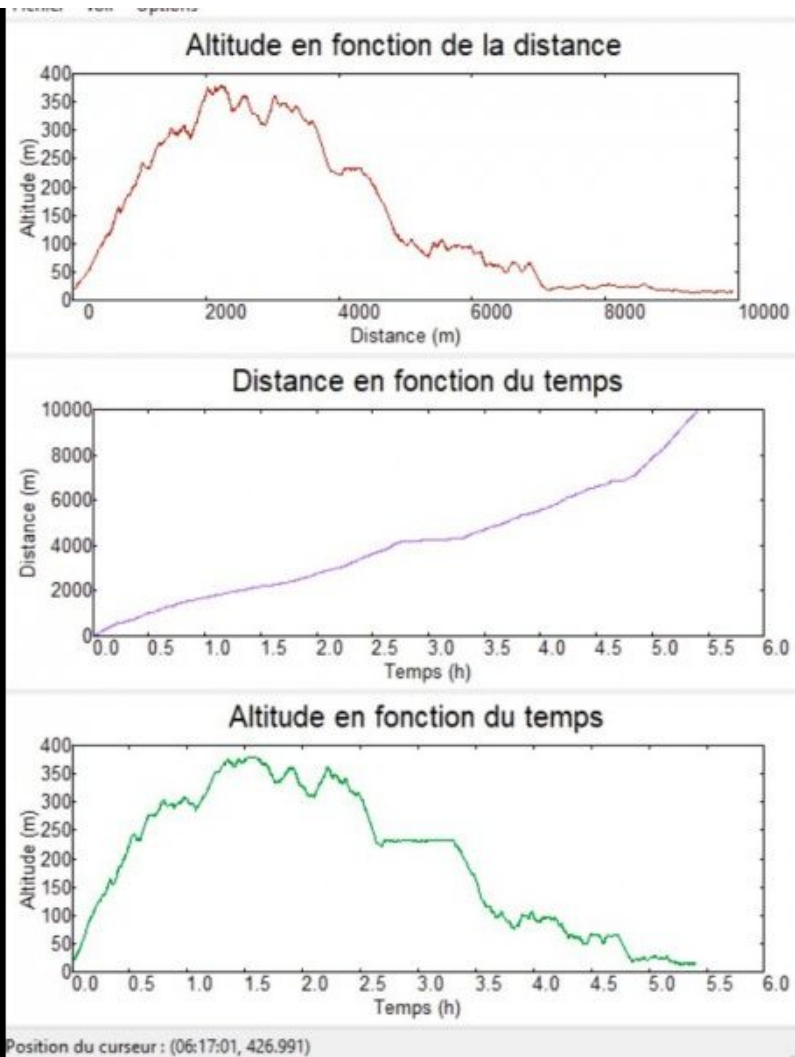 Altitude en fonction de la distance
400
350
300
250
200
150
100
50
0
Altitude (m)
0 2000 4000 6000 8000 10000
Distance (m)
Distance en fonction du temps
10000
8000
6000
4000
2000
0
Distance (m)
0.0 0.5 1.0 1.5 2.0 2.5 3.0 3.5 4.0 4.5 5.0 5.5 6.0
Temps (h)
Altitude en fonction du temps
400
350
300
250
200
150
100
50
0
Altitude (m)
0.0 0.5 1.0 1.5 2.0 2.5 3.0 3.5 4.0 4.5 5.0 5.5 6.0
Temps (h)
Position du curseur : (06:17:01, 426.991)